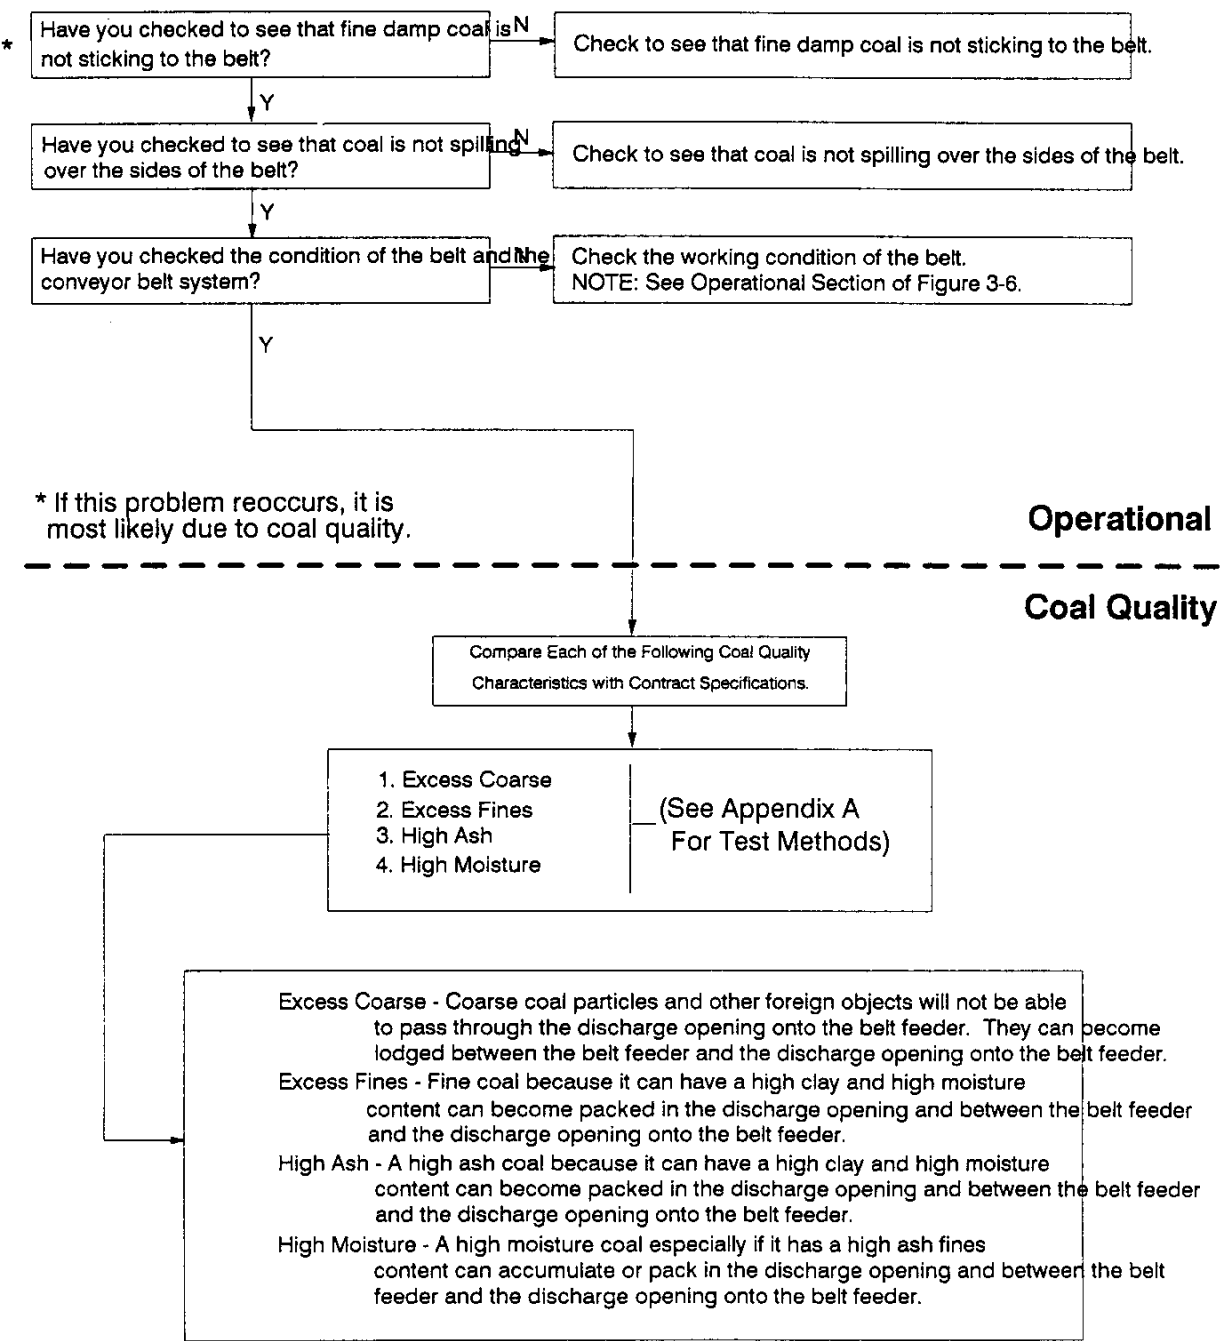 Have you checked to see that fine damp coal is N
* not sticking to the belt?
Check to see that fine damp coal is not sticking to the belt.
Y
Have you checked to see that coal is not spilling N
over the sides of the belt?
Check to see that coal is not spilling over the sides of the belt.
Y
Have you checked the condition of the belt and the N
conveyor belt system?
Check the working condition of the belt.
NOTE: See Operational Section of Figure 3-6.
Y
* If this problem reoccurs, it is
most likely due to coal quality.
Operational
Coal Quality
Compare Each of the Following Coal Quality
Characteristics with Contract Specifications.
1. Excess Coarse
2. Excess Fines
3. High Ash
4. High Moisture
(See Appendix A
For Test Methods)
Excess Coarse - Coarse coal particles and other foreign objects will not be able
to pass through the discharge opening onto the belt feeder. They can become
lodged between the belt feeder and the discharge opening onto the belt feeder.
Excess Fines - Fine coal because it can have a high clay and high moisture
content can become packed in the discharge opening and between the belt feeder
and the discharge opening onto the belt feeder.
High Ash - A high ash coal because it can have a high clay and high moisture
content can become packed in the discharge opening and between the belt feeder
and the discharge opening onto the belt feeder.
High Moisture - A high moisture coal especially if it has a high ash fines
content can accumulate or pack in the discharge opening and between the belt
feeder and the discharge opening onto the belt feeder.